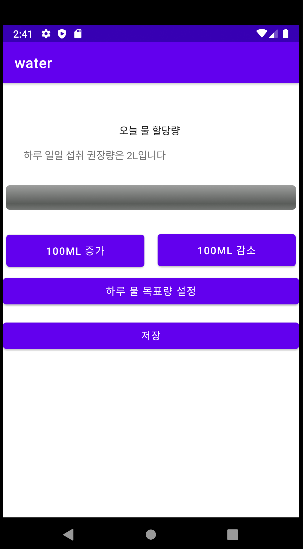 2:41
water
오늘 물 할당량
하루 일일 섭취 권장량은 2L입니다
100ML 증가
100ML 감소
하루 물 목표량 설정
저장